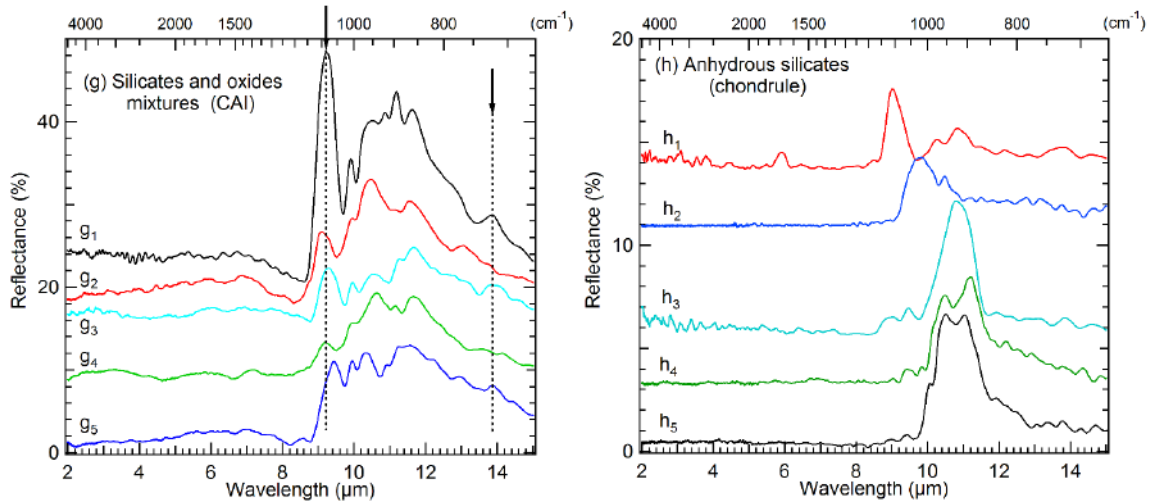 4000 2000 1000 800 (cm-1)
(g) Silicates and oxides
mixtures (CAI)
40
20
0
Reflectance (%)
g1
g2
g3
g4
g5
2 4 6 8 10 12 14
Wavelength (µm)
4000 2000 1000 800 (cm-1)
20
(h) Anhydrous silicates
(chondrule)
10
0
Reflectance (%)
h1
h2
h3
h4
h5
2 4 6 8 10 12 14
Wavelength (µm)